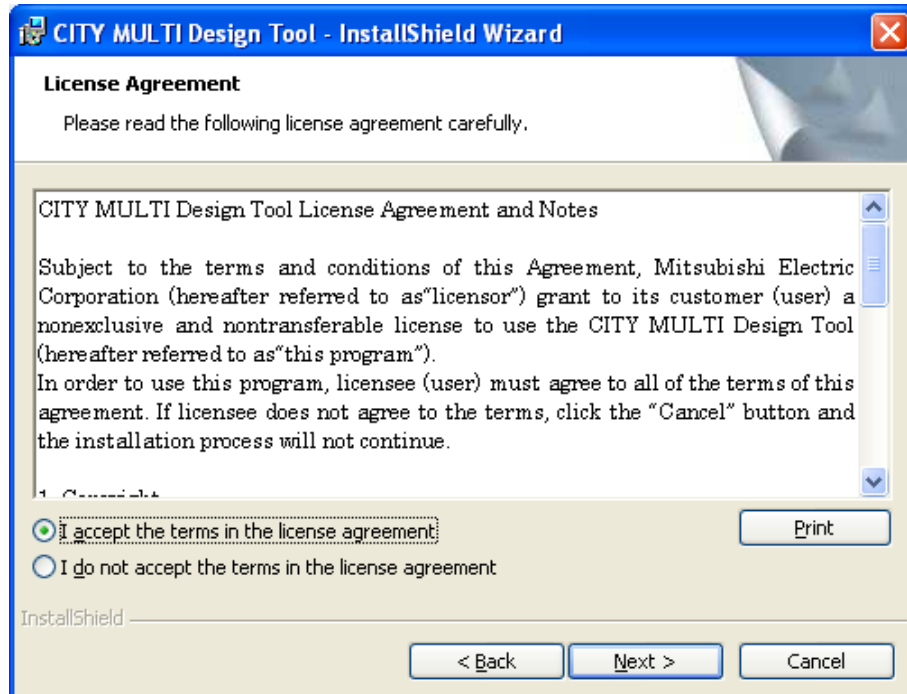 CITY MULTI Design Tool - InstallShield Wizard
License Agreement
Please read the following license agreement carefully.
CITY MULTI Design Tool License Agreement and Notes
Subject to the terms and conditions of this Agreement, Mitsubishi Electric
Corporation (hereafter referred to as“licensor”) grant to its customer (user) a
nonexclusive and nontransferable license to use the CITY MULTI Design Tool
(hereafter referred to as“this program”).
In order to use this program, licensee (user) must agree to all of the terms of this
agreement. If licensee does not agree to the terms, click the “Cancel” button and
the installation process will not continue.
1. Copyright
I accept the terms in the license agreement
Print
I do not accept the terms in the license agreement
InstallShield
< Back
Next >
Cancel